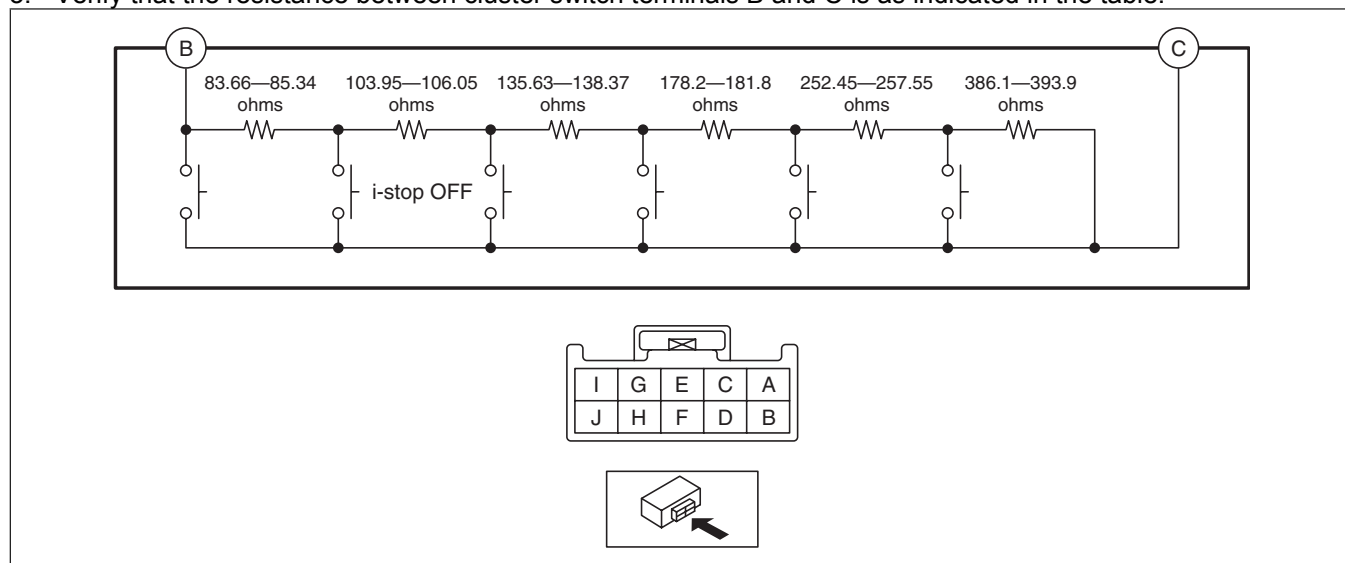 Verify that the resistance between cluster switch terminals B and C is as indicated in the table.
B C
83.66—85.34 103.95—106.05 135.63—138.37 178.2—181.8 252.45—257.55 386.1—393.9
ohms ohms ohms ohms ohms ohms
i-stop OFF
I G E C A
J H F D B